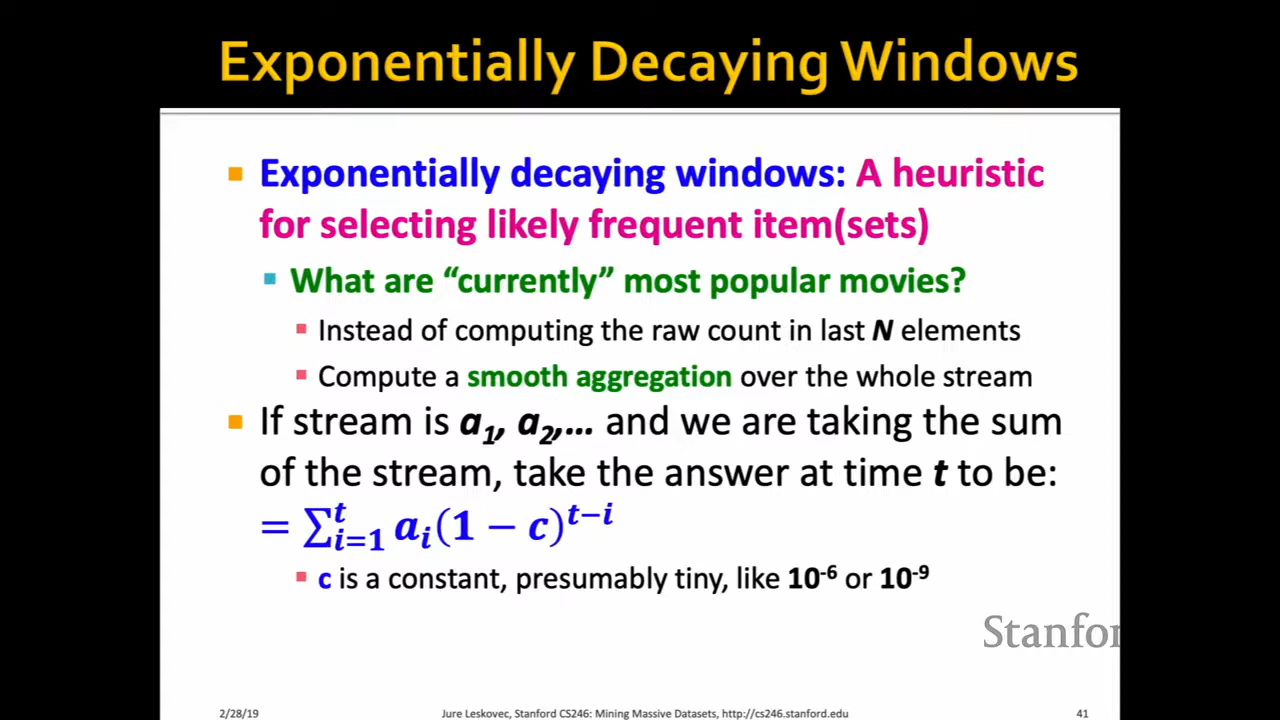 Exponentially Decaying Windows
▪ Exponentially decaying windows: A heuristic
for selecting likely frequent item(sets)
▪ What are “currently” most popular movies?
▪ Instead of computing the raw count in last N elements
▪ Compute a smooth aggregation over the whole stream
▪ If stream is a₁, a₂,… and we are taking the sum
of the stream, take the answer at time t to be:
= ∑ᵢ₌₁ᵗ aᵢ(1 − c)ᵗ⁻ⁱ
▪ c is a constant, presumably tiny, like 10⁻⁶ or 10⁻⁹
Stanfor
2/28/19 Jure Leskovec, Stanford CS246: Mining Massive Datasets, http://cs246.stanford.edu 41